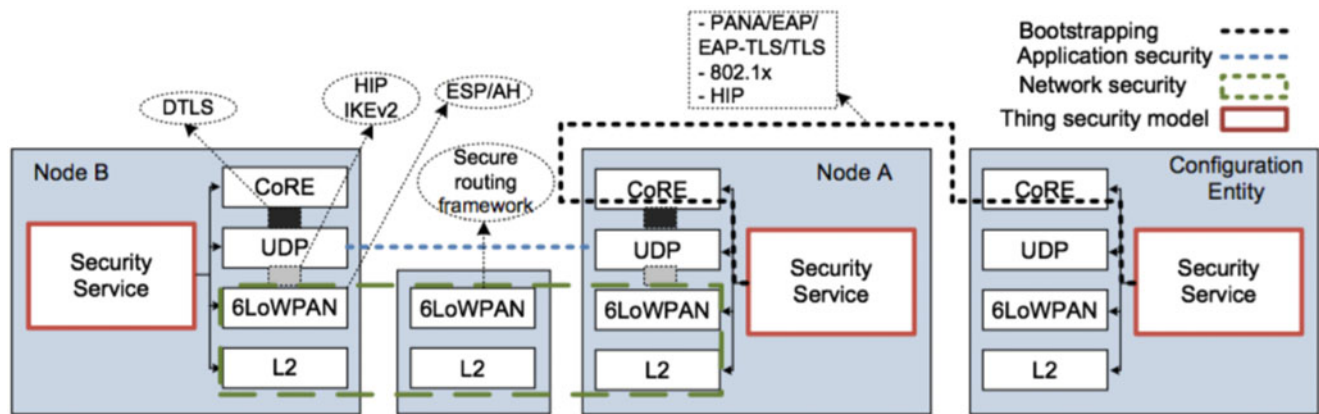 - PANA/EAP/
EAP-TLS/TLS
- 802.1x
- HIP
Bootstrapping
Application security
Network security
Thing security model
DTLS
HIP
IKEv2
ESP/AH
Secure
routing
framework
Node B
CoRE
UDP
6LoWPAN
L2
Security
Service
6LoWPAN
L2
Node A
CoRE
UDP
6LoWPAN
L2
Security
Service
Configuration
Entity
CoRE
UDP
6LoWPAN
L2
Security
Service